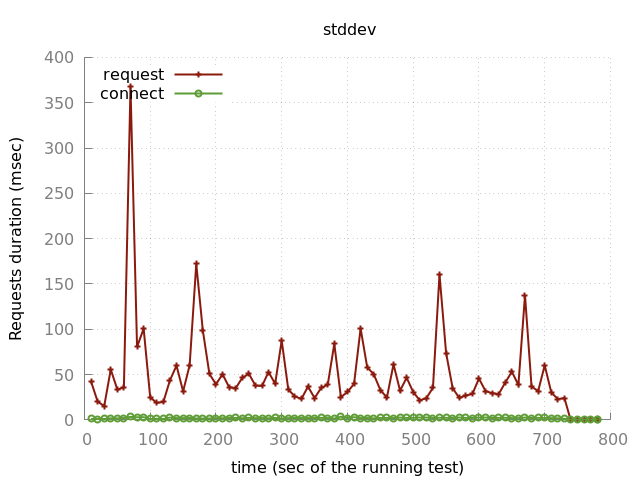 stddev
Requests duration (msec)
400
350
300
250
200
150
100
50
0
request
connect
0 100 200 300 400 500 600 700 800
time (sec of the running test)